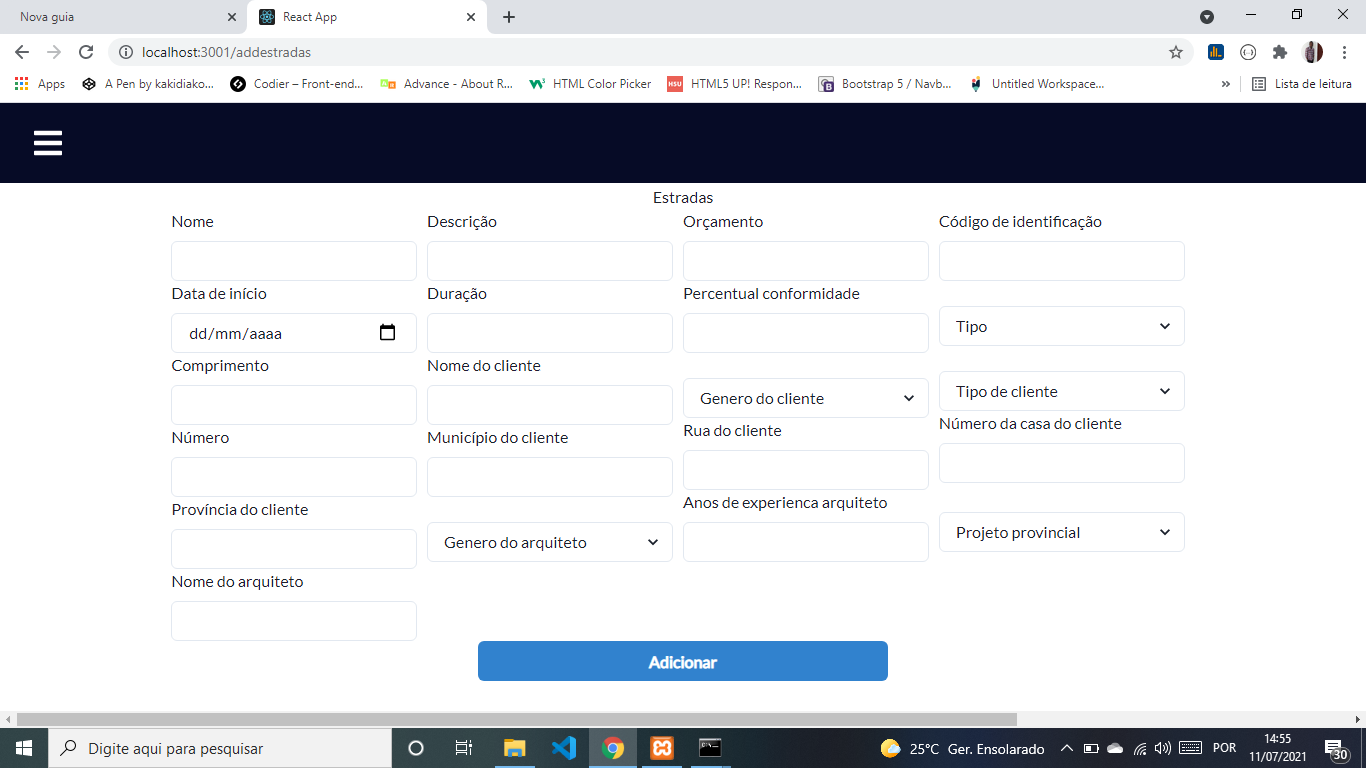 Nova guia
React App
localhost:3001/addestradas
Apps
A Pen by kakidiako...
Codier – Front-end...
Advance - About R...
HTML Color Picker
HTML5 UP! Respon...
Bootstrap 5 / Navb...
Untitled Workspace...
»
Lista de leitura
Estradas
Nome
Descrição
Orçamento
Código de identificação
Data de início
Duração
Percentual conformidade
dd/mm/aaaa
Tipo
Comprimento
Nome do cliente
Genero do cliente
Tipo de cliente
Número
Município do cliente
Rua do cliente
Número da casa do cliente
Província do cliente
Genero do arquiteto
Anos de experienca arquiteto
Projeto provincial
Nome do arquiteto
Adicionar
Digite aqui para pesquisar
25°C Ger. Ensolarado
POR
14:55
11/07/2021
30